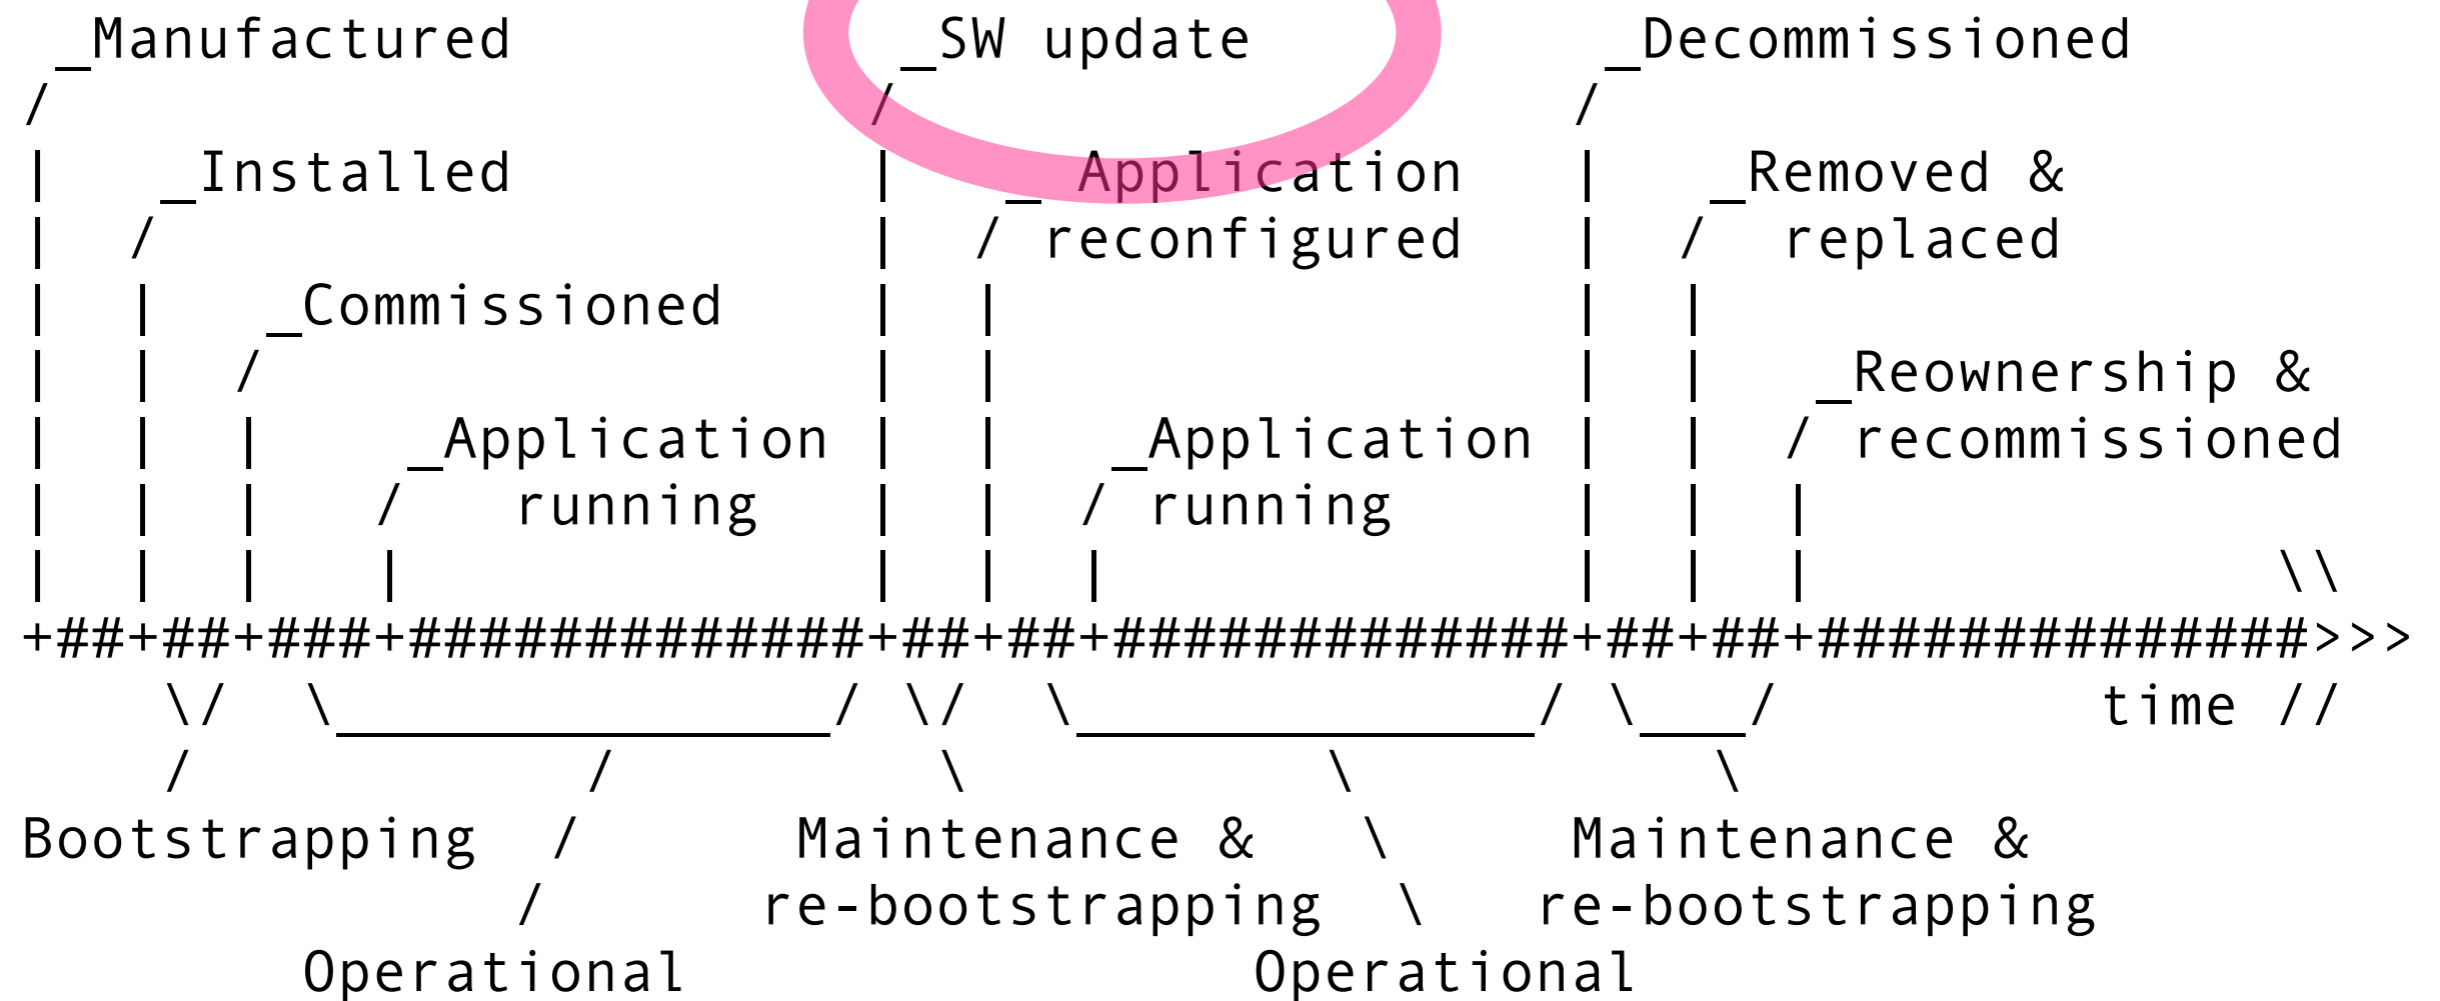 _Manufactured           _SW update          _Decommissioned
    /                       /                   /
    |   _Installed          |   _ Application   |   _Removed &
    |  /                    |  / reconfigured   |  /  replaced
    |  |   _Commissioned    |  |                |  |
    |  |  /                 |  |                |  |   _Reownership &
    |  |  |    _Application |  |   _Application |  |  / recommissioned
    |  |  |   /   running   |  |  / running     |  |  |
    |  |  |   |             |  |  |             |  |  |             \\
    +##+##+###+#############+##+##+#############+##+##+##############>>>
        \/  \______________/ \/  \_____________/ \___/         time //
        /           /         \          \          \
    Bootstrapping  /      Maintenance &   \     Maintenance &
                  /      re-bootstrapping  \   re-bootstrapping
            Operational                Operational